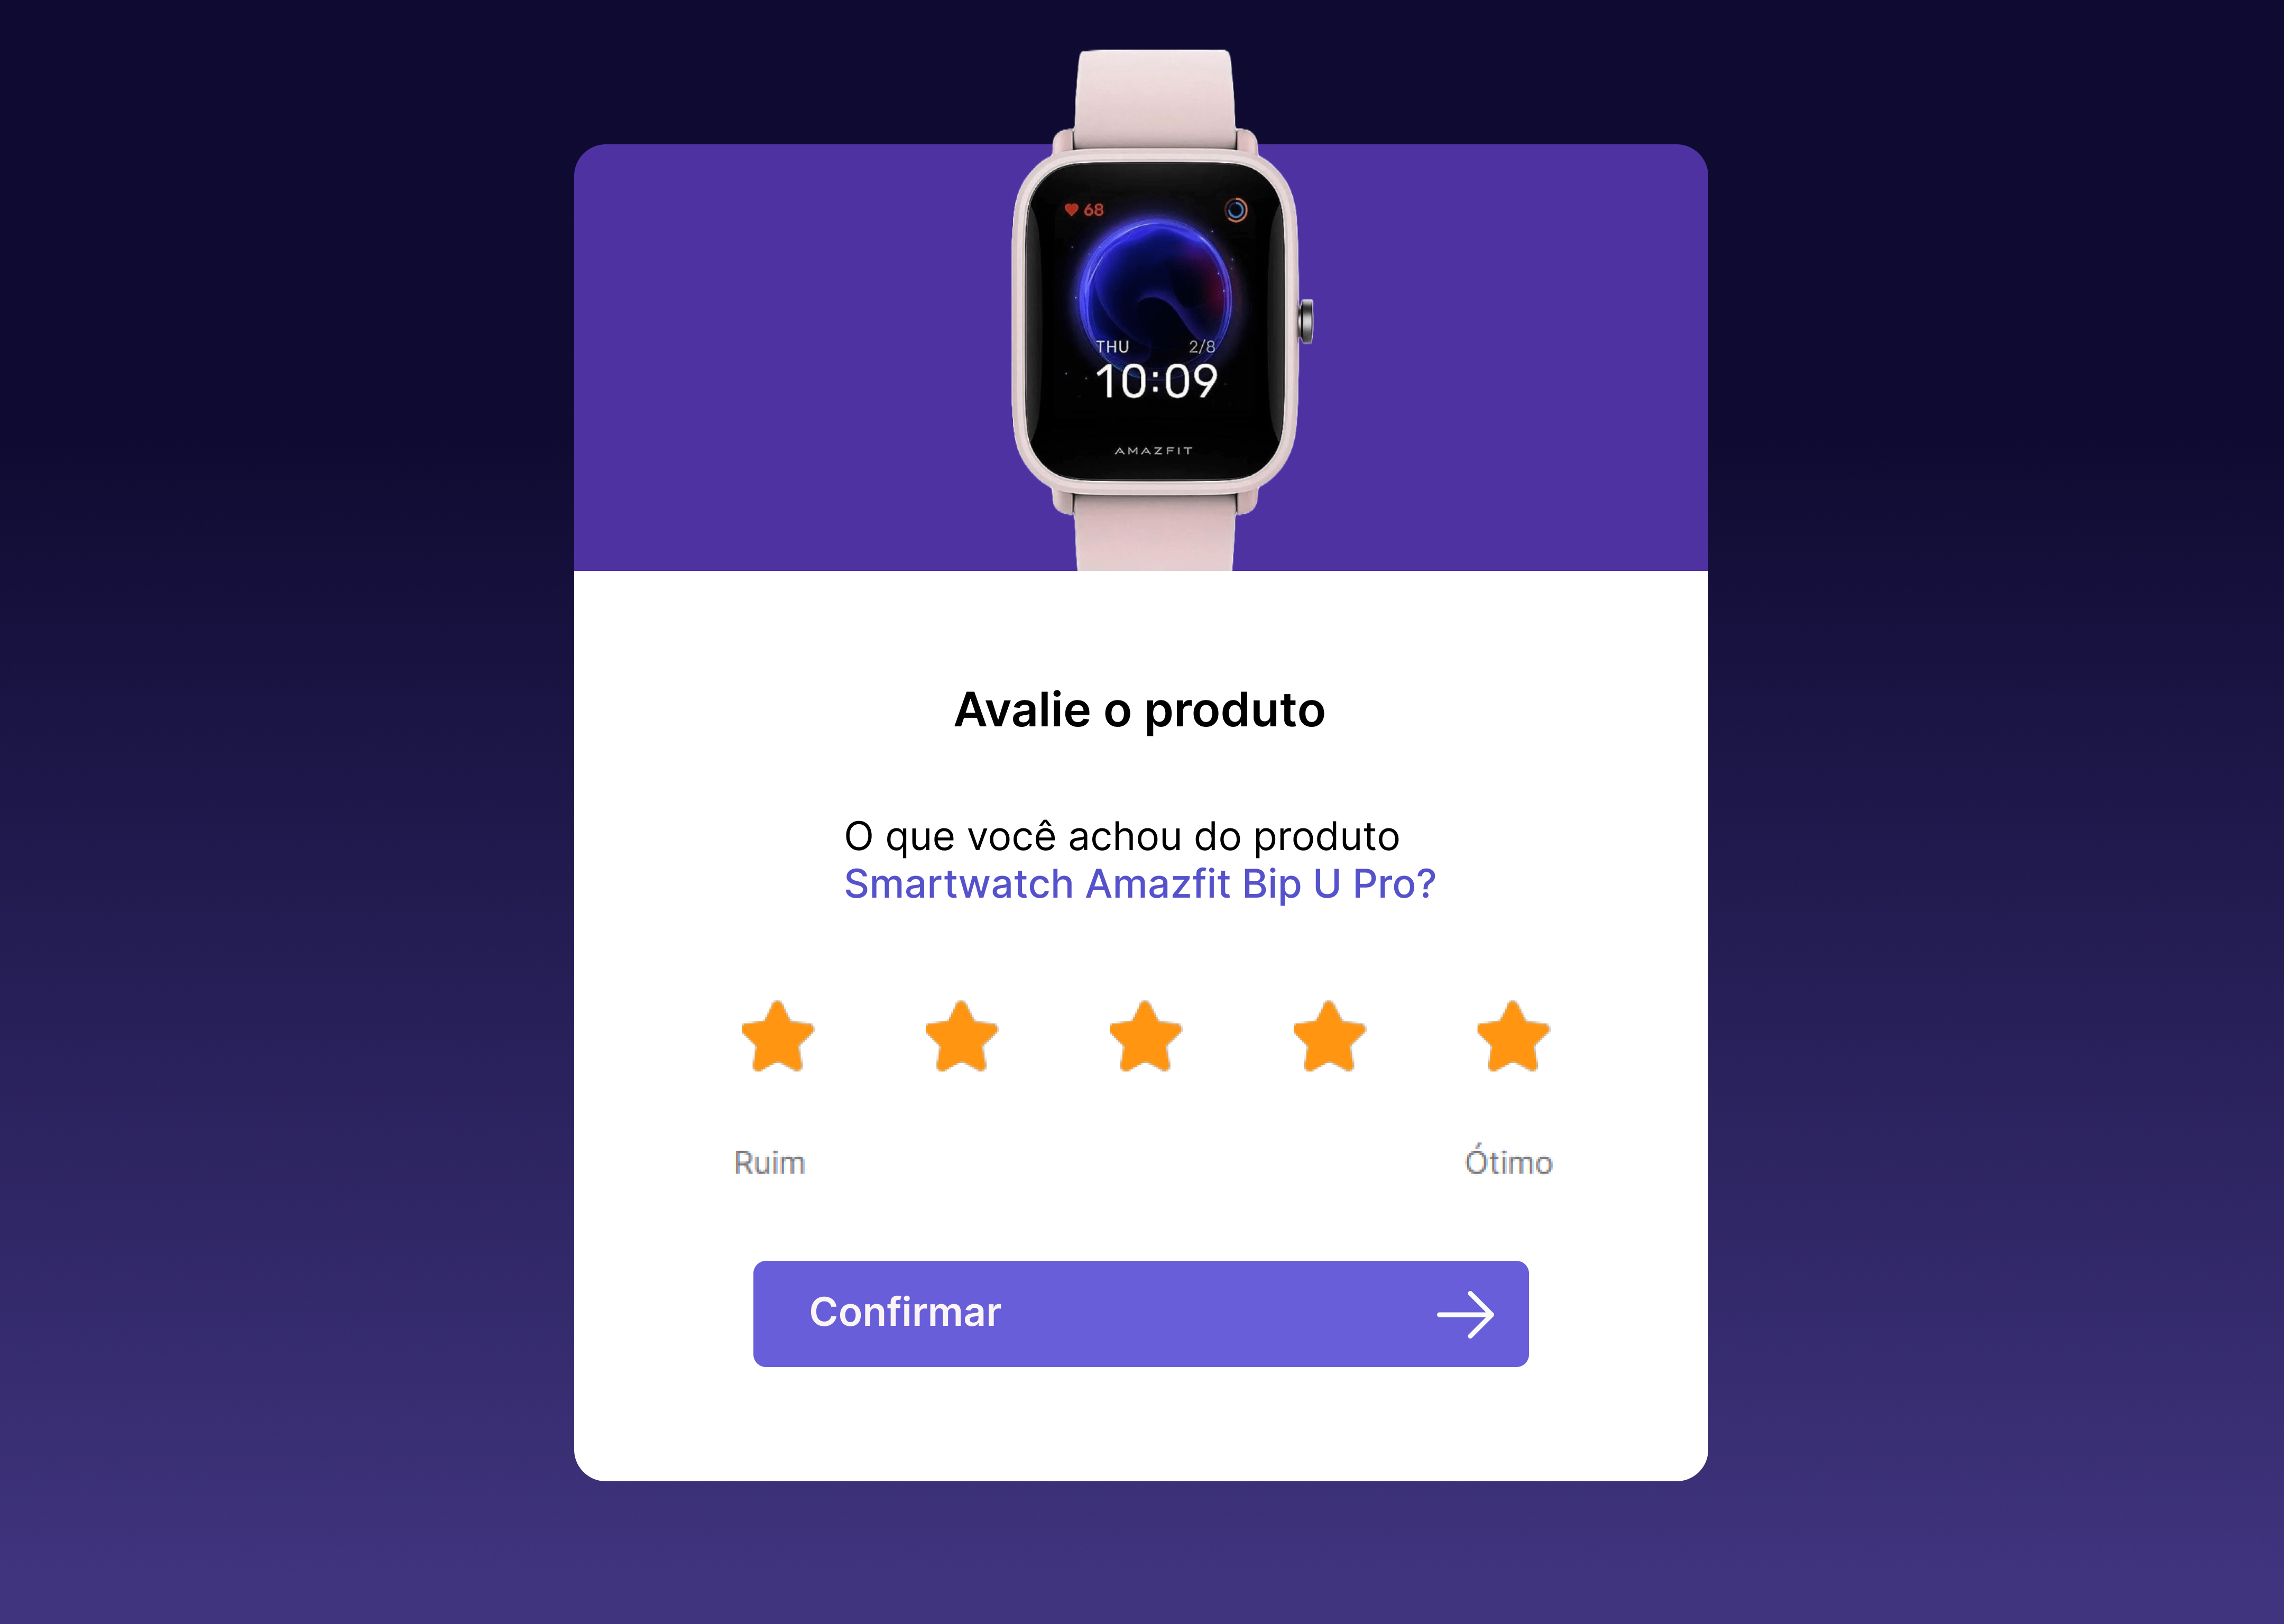 68
THU 2/8
10:09
AMAZFIT
Avalie o produto
O que você achou do produto
Smartwatch Amazfit Bip U Pro?
Ruim Ótimo
Confirmar